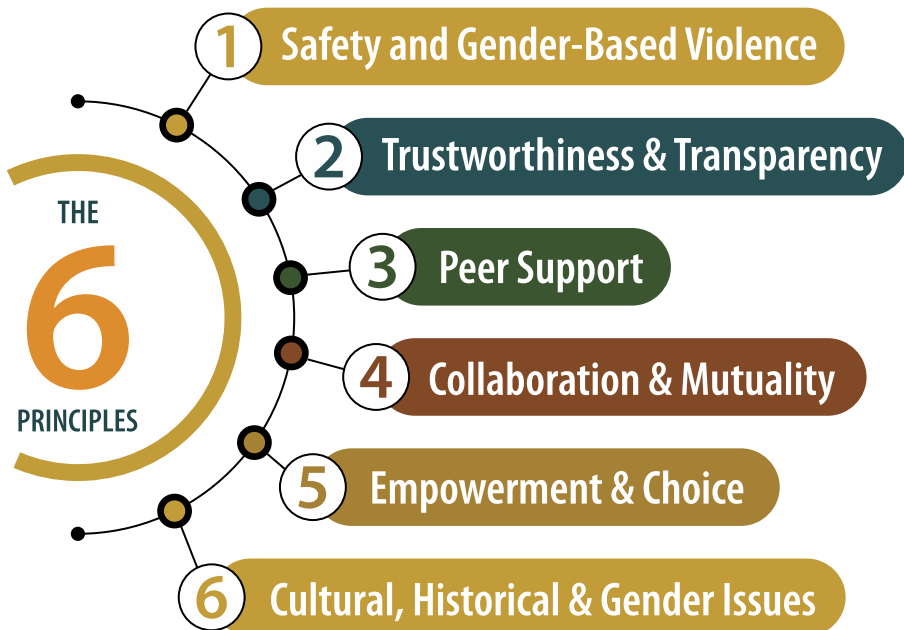 THE
6
PRINCIPLES
1 Safety and Gender-Based Violence
2 Trustworthiness & Transparency
3 Peer Support
4 Collaboration & Mutuality
5 Empowerment & Choice
6 Cultural, Historical & Gender Issues